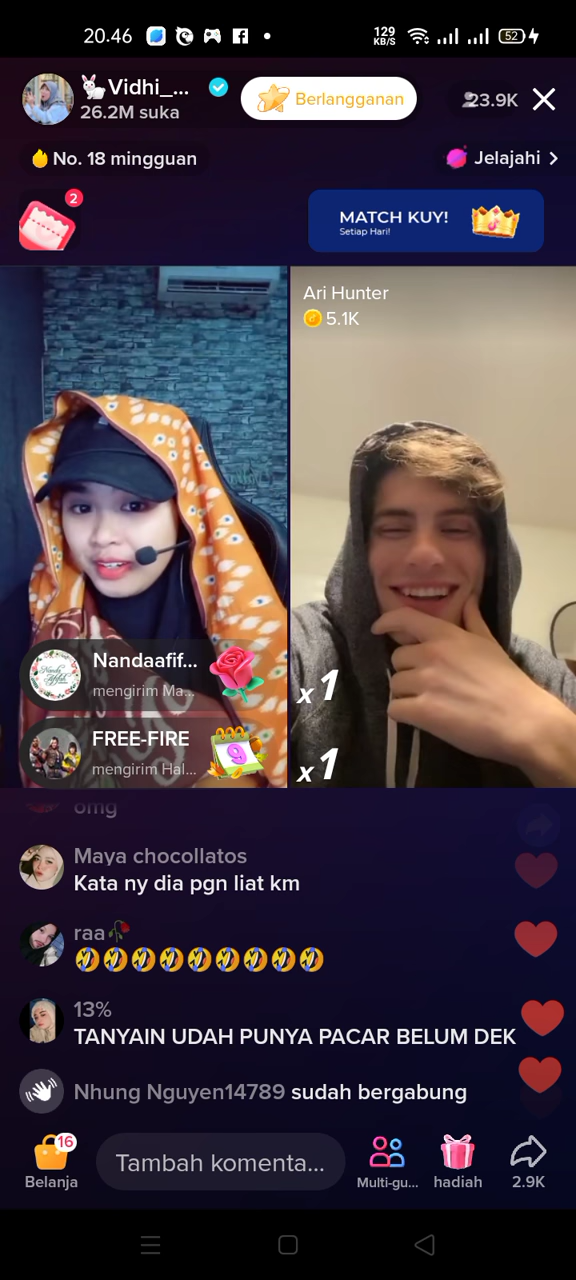 20.46
129
KB/S
52
Vidhi_...
26.2M suka
Berlangganan
23.9K
No. 18 mingguan
Jelajahi
2
MATCH KUY!
Setiap Hari!
Ari Hunter
5.1K
Nandaafif...
mengirim Ma...
x1
FREE-FIRE
mengirim Hal...
9
x1
omg
Maya chocollatos
Kata ny dia pgn liat km
raa
13%
TANYAIN UDAH PUNYA PACAR BELUM DEK
Nhung Nguyen14789 sudah bergabung
16
Belanja
Tambah komenta...
Multi-gu...
hadiah
2.9K